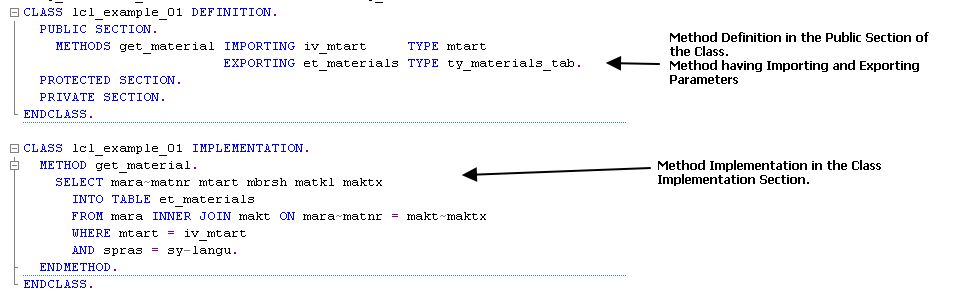 CLASS lcl_example_01 DEFINITION.
PUBLIC SECTION.
METHODS get_material IMPORTING iv_mtart TYPE mtart
EXPORTING et_materials TYPE ty_materials_tab.
PROTECTED SECTION.
PRIVATE SECTION.
ENDCLASS.
Method Definition in the Public Section of
the Class.
Method having Importing and Exporting
Parameters
CLASS lcl_example_01 IMPLEMENTATION.
METHOD get_material.
SELECT mara~matnr mtart mbrsh matkl maktx
INTO TABLE et_materials
FROM mara INNER JOIN makt ON mara~matnr = makt~maktx
WHERE mtart = iv_mtart
AND spras = sy-langu.
ENDMETHOD.
ENDCLASS.
Method Implementation in the Class
Implementation Section.